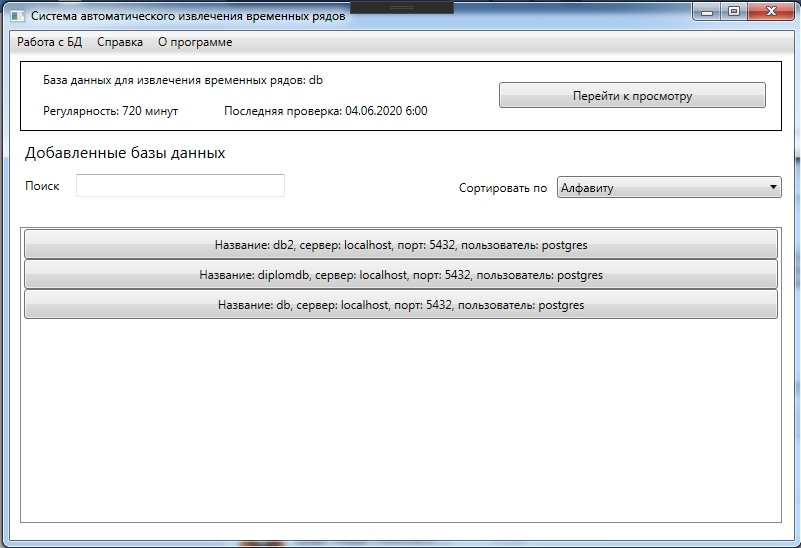 Система автоматического извлечения временных рядов
Работа с БД Справка О программе
База данных для извлечения временных рядов: db
Регулярность: 720 минут Последняя проверка: 04.06.2020 6:00
Перейти к просмотру
Добавленные базы данных
Поиск
Сортировать по Алфавиту
Название: db2, сервер: localhost, порт: 5432, пользователь: postgres
Название: diplomdb, сервер: localhost, порт: 5432, пользователь: postgres
Название: db, сервер: localhost, порт: 5432, пользователь: postgres